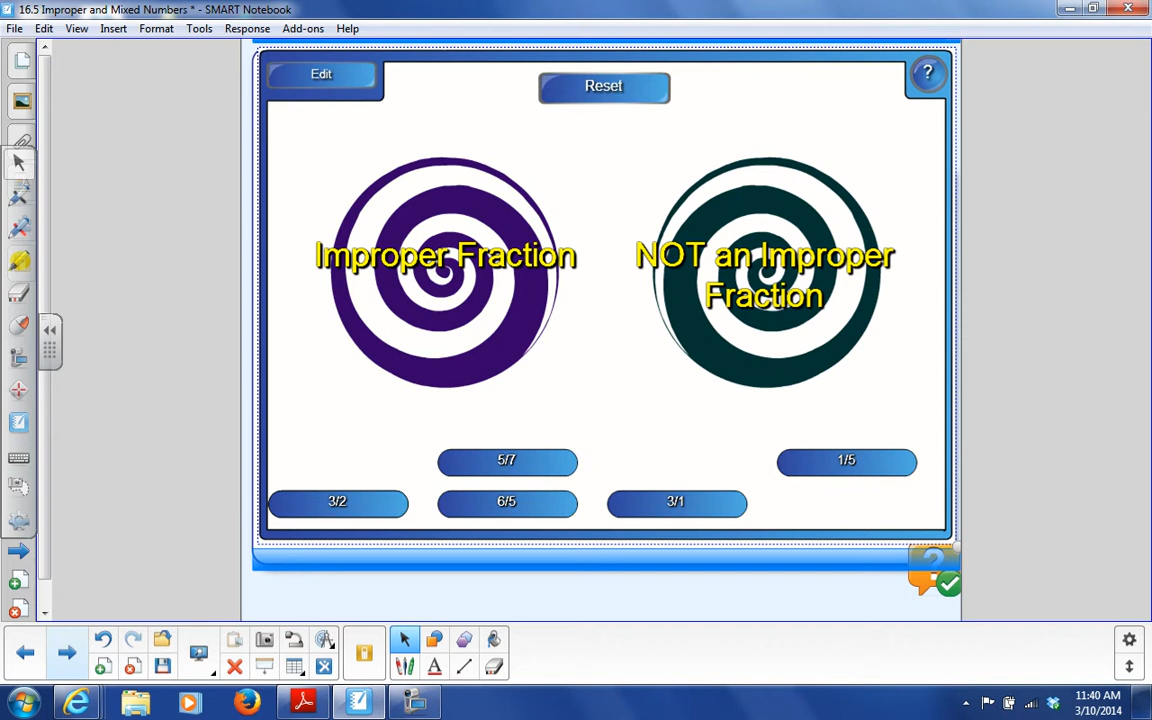 16.5 Improper and Mixed Numbers * - SMART Notebook
File Edit View Insert Format Tools Response Add-ons Help
Edit
Reset
?
Improper Fraction
NOT an Improper
Fraction
5/7
1/5
3/2
6/5
3/1
?
A
11:40 AM
3/10/2014